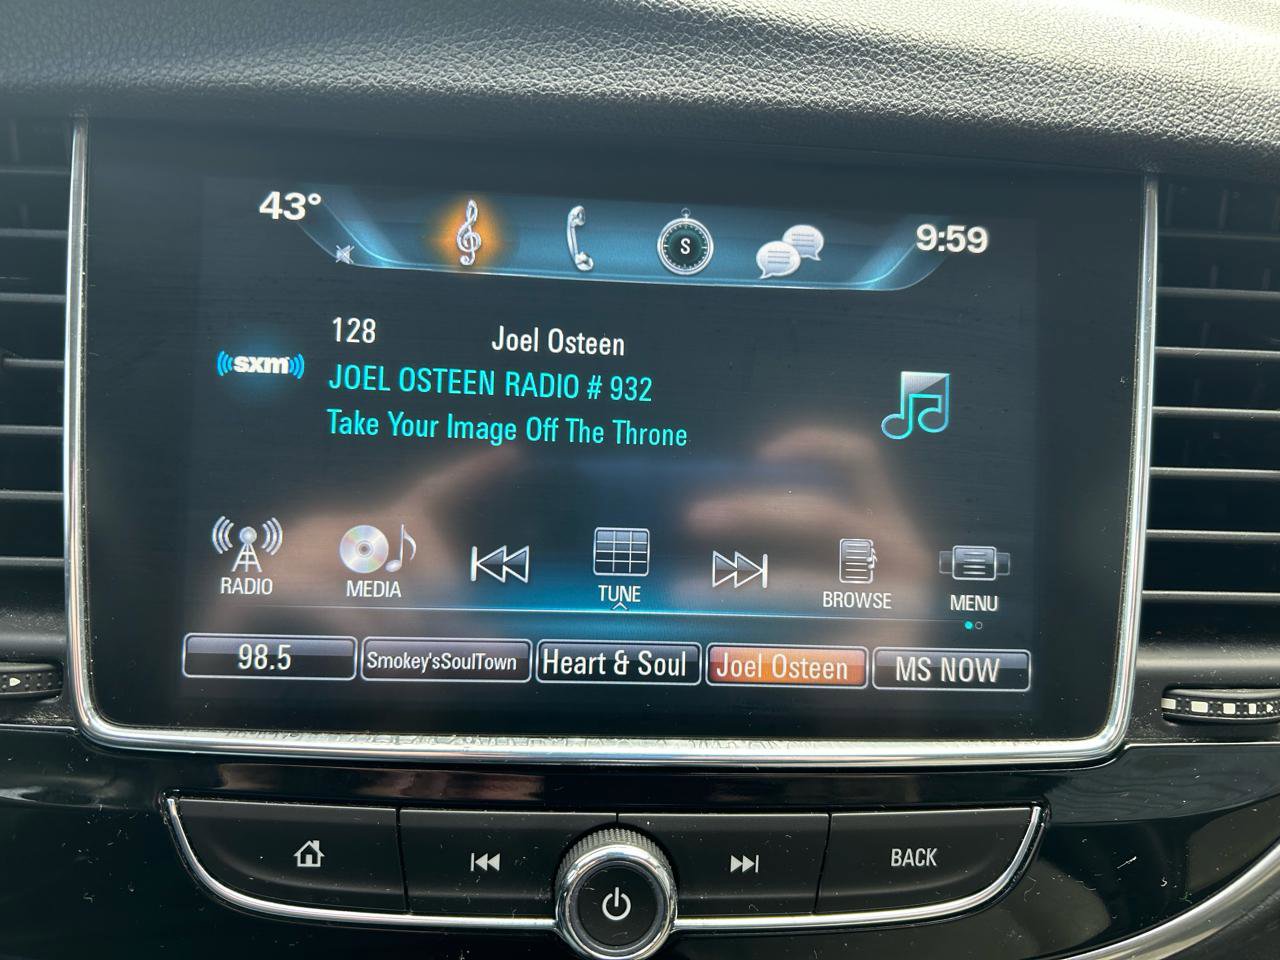 43°
S
9:59
128 Joel Osteen
sxm
JOEL OSTEEN RADIO # 932
Take Your Image Off The Throne
RADIO MEDIA TUNE BROWSE MENU
98.5 Smokey'sSoulTown Heart & Soul Joel Osteen MS NOW
BACK